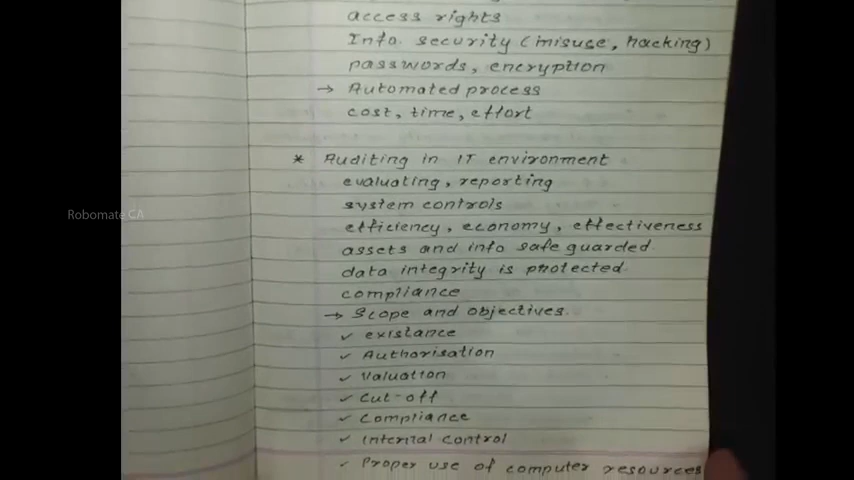 access rights
Info. security (misuse, hacking)
passwords, encryption
→ Automated process
cost, time, effort
* Auditing in IT environment
evaluating, reporting
system controls
efficiency, economy, effectiveness
assets and info safe guarded
data integrity is protected
compliance
→ Scope and objectives.
✓ existance
✓ Authorisation
✓ Valuation
✓ Cut-off
✓ Compliance
✓ Internal control
✓ Proper use of computer resources
Robomate CA